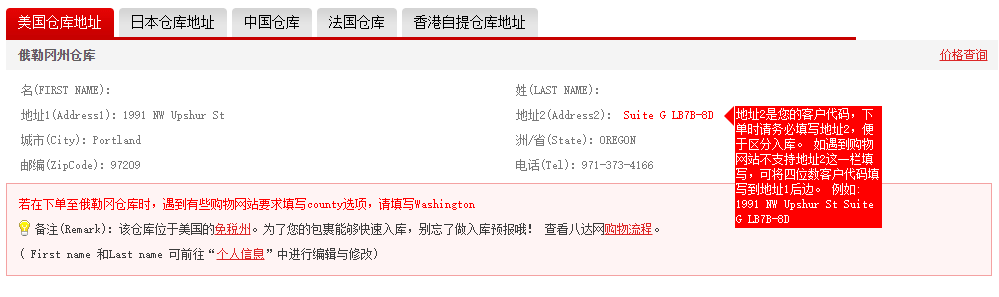 美国仓库地址 日本仓库地址 中国仓库 法国仓库 香港自提仓库地址
俄勒冈州仓库 价格查询
名(FIRST NAME): 姓(LAST NAME):
地址1(Address1): 1991 NW Upshur St 地址2(Address2): Suite G LB7B-8D
城市(City): Portland 洲/省(State): OREGON
邮编(ZipCode): 97209 电话(Tel): 971-373-4166
地址2是您的客户代码，下
单时请务必填写地址2，便
于区分入库。 如遇到购物
网站不支持地址2这一栏填
写，可将四位数客户代码填
写到地址1后边。 例如:
1991 NW Upshur St Suite
G LB7B-8D
若在下单至俄勒冈仓库时，遇到有些购物网站要求填写county选项，请填写Washington
备注(Remark): 该仓库位于美国的免税州。为了您的包裹能够快速入库，别忘了做入库预报哦！ 查看八达网购物流程。
( First name 和Last name 可前往“个人信息”中进行编辑与修改)